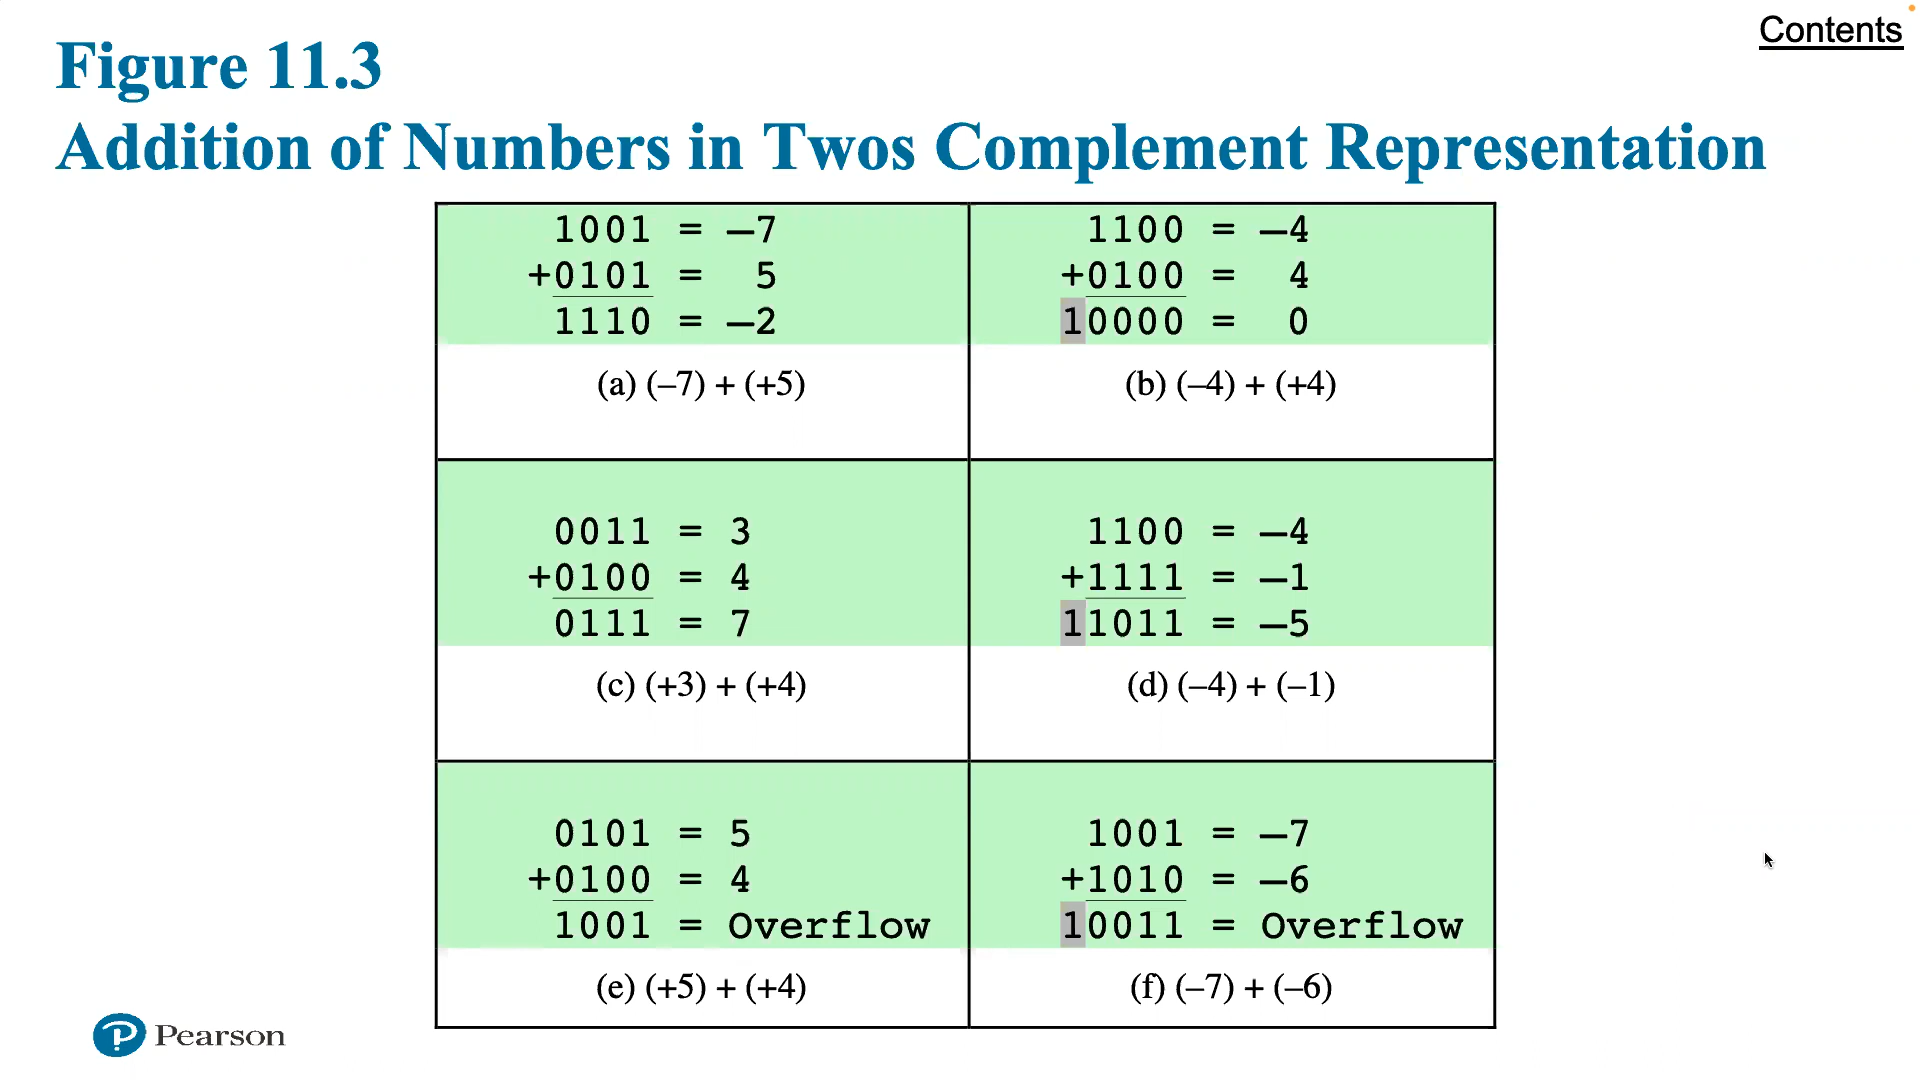 Contents
Figure 11.3
Addition of Numbers in Twos Complement Representation
1001 = –7
+0101 = 5
1110 = –2
(a) (–7) + (+5)
1100 = –4
+0100 = 4
10000 = 0
(b) (–4) + (+4)
0011 = 3
+0100 = 4
0111 = 7
(c) (+3) + (+4)
1100 = –4
+1111 = –1
11011 = –5
(d) (–4) + (–1)
0101 = 5
+0100 = 4
1001 = Overflow
(e) (+5) + (+4)
1001 = –7
+1010 = –6
10011 = Overflow
(f) (–7) + (–6)
P Pearson